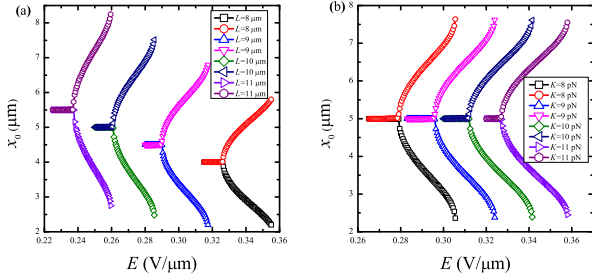 (a)
8
7
6
5
4
3
2
x₀ (μm)
L=8 μm
L=8 μm
L=9 μm
L=9 μm
L=10 μm
L=10 μm
L=11 μm
L=11 μm
0.22 0.24 0.26 0.28 0.30 0.32 0.34 0.36
E (V/μm)
(b)
8
7
6
5
4
3
2
x₀ (μm)
K=8 pN
K=8 pN
K=9 pN
K=9 pN
K=10 pN
K=10 pN
K=11 pN
K=11 pN
0.26 0.28 0.30 0.32 0.34 0.36
E (V/μm)